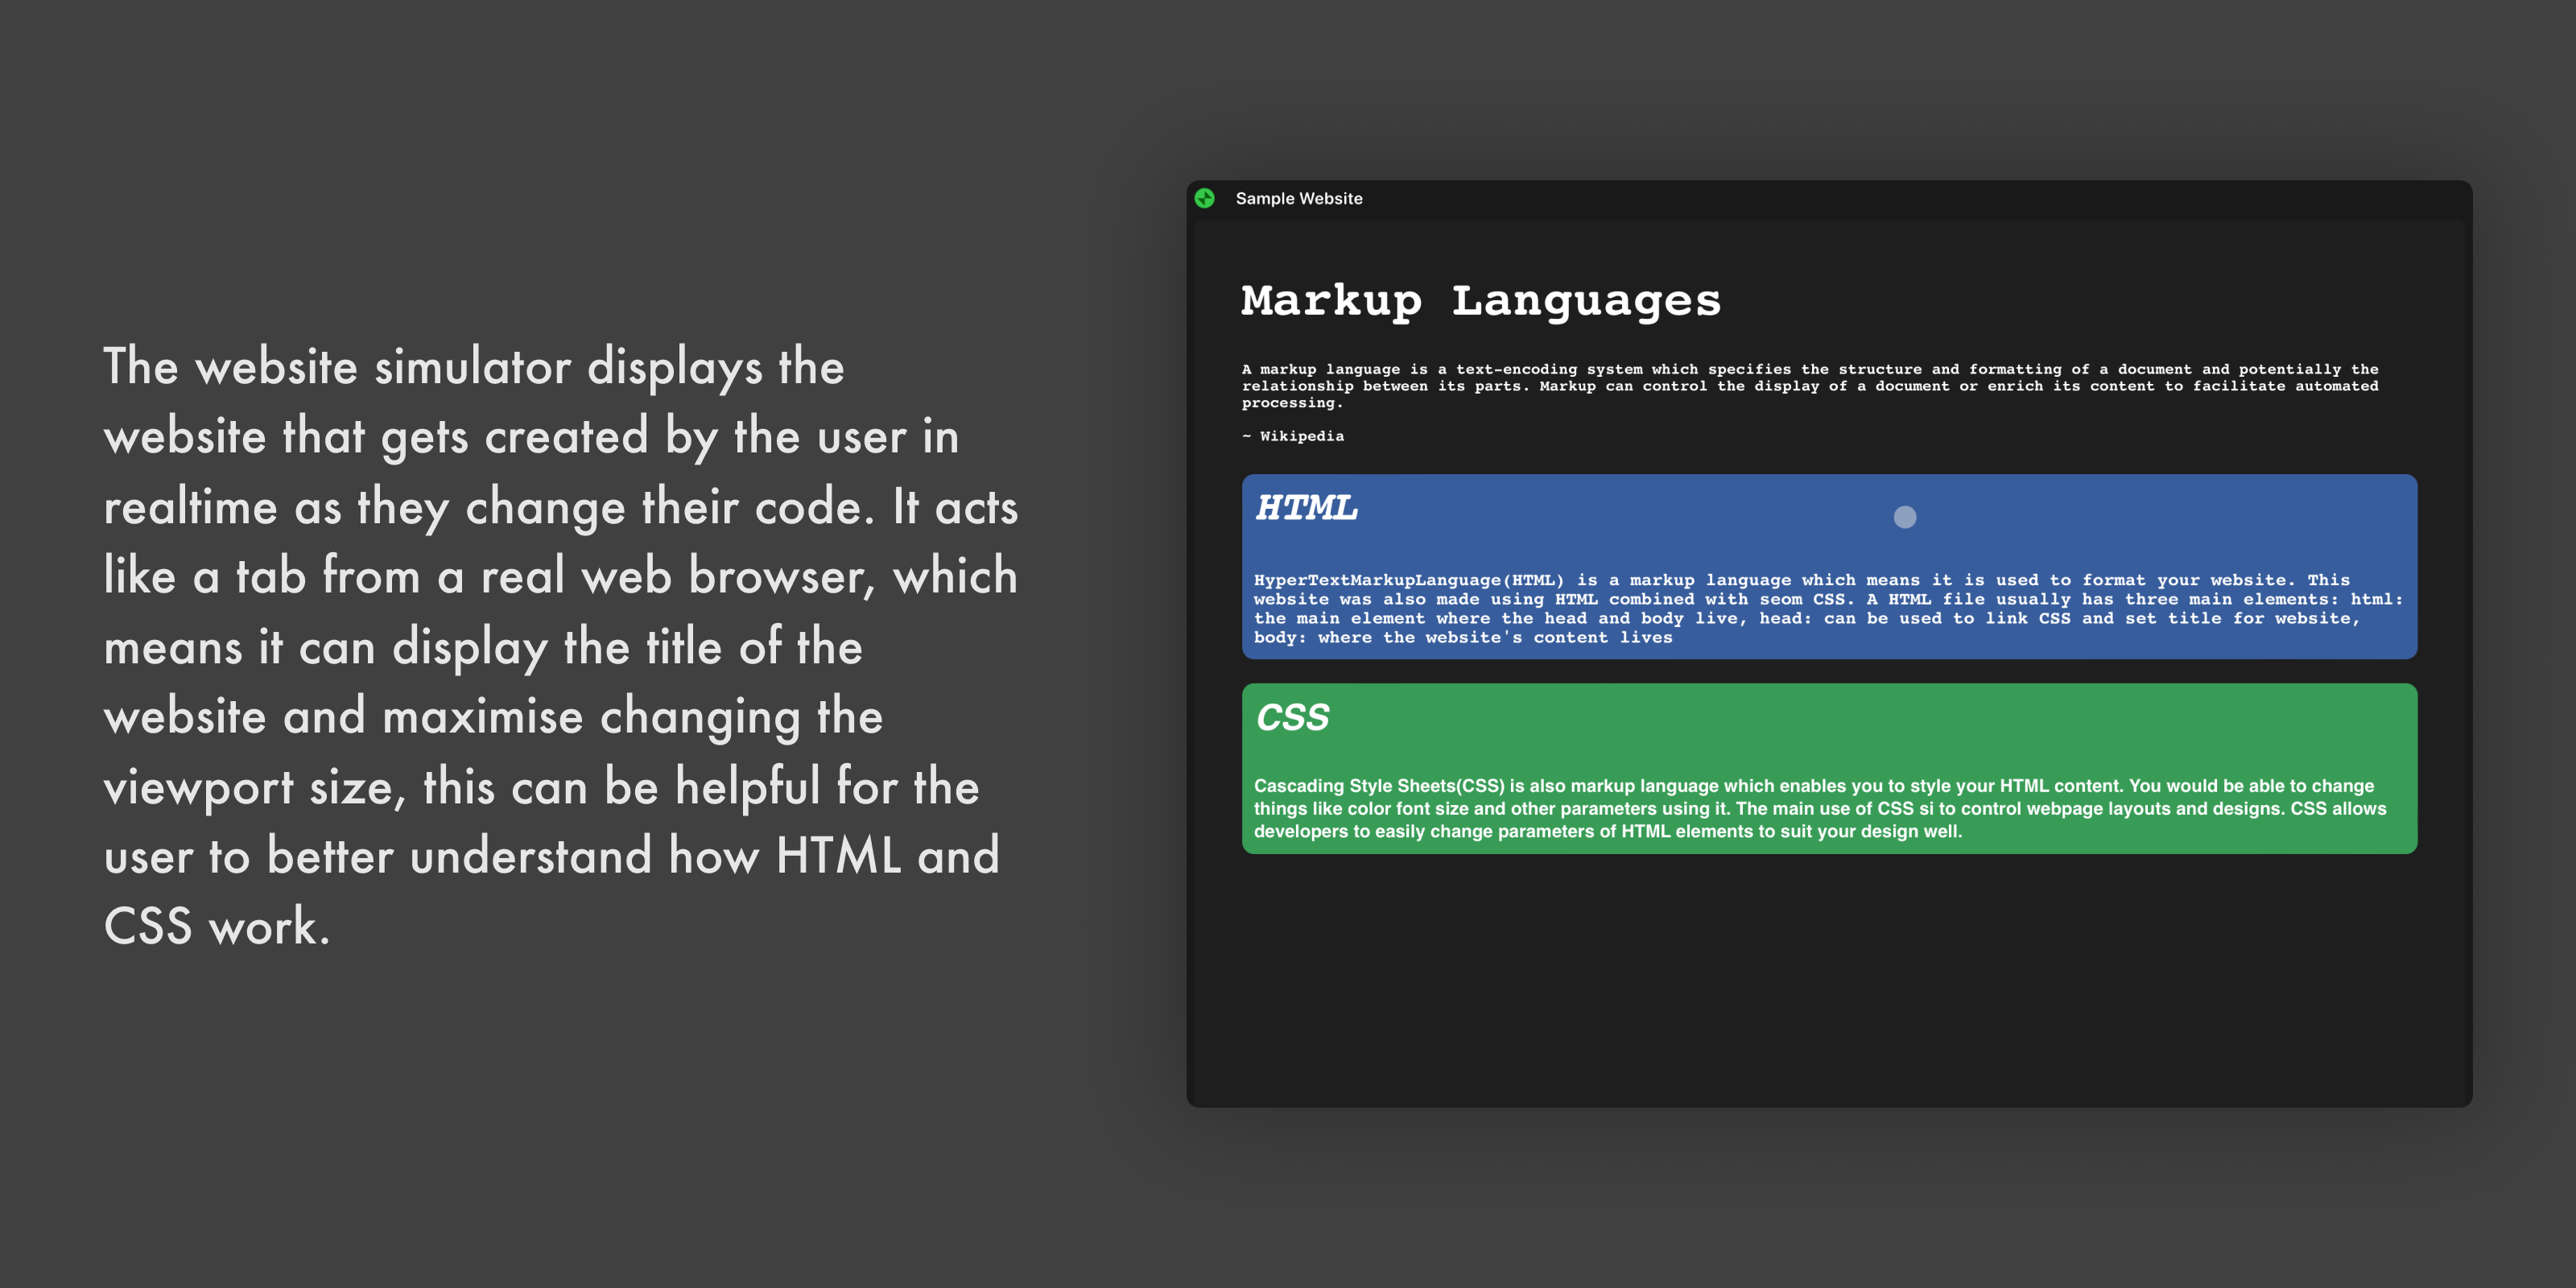 The website simulator displays the
website that gets created by the user in
realtime as they change their code. It acts
like a tab from a real web browser, which
means it can display the title of the
website and maximise changing the
viewport size, this can be helpful for the
user to better understand how HTML and
CSS work.
Sample Website
Markup Languages
A markup language is a text-encoding system which specifies the structure and formatting of a document and potentially the
relationship between its parts. Markup can control the display of a document or enrich its content to facilitate automated
processing.
~ Wikipedia
HTML
HyperTextMarkupLanguage(HTML) is a markup language which means it is used to format your website. This
website was also made using HTML combined with seom CSS. A HTML file usually has three main elements: html:
the main element where the head and body live, head: can be used to link CSS and set title for website,
body: where the website's content lives
CSS
Cascading Style Sheets(CSS) is also markup language which enables you to style your HTML content. You would be able to change
things like color font size and other parameters using it. The main use of CSS si to control webpage layouts and designs. CSS allows
developers to easily change parameters of HTML elements to suit your design well.